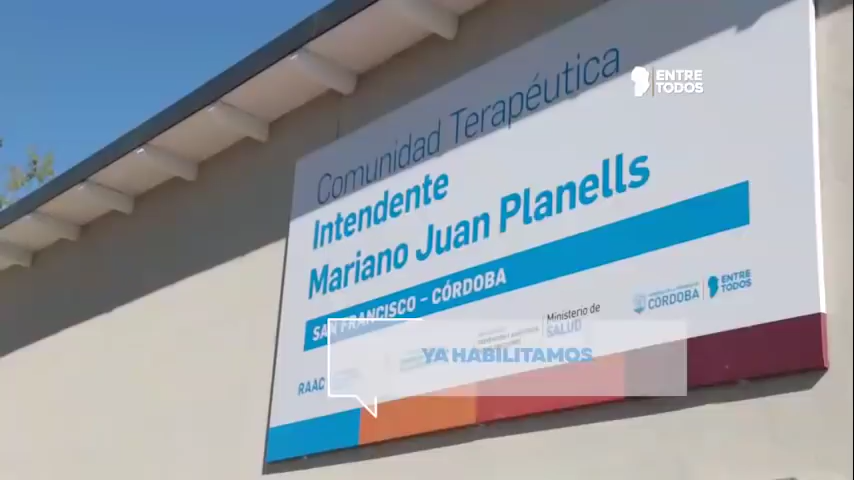 ENTRE
TODOS
Comunidad Terapéutica
Intendente
Mariano Juan Planells
SAN FRANCISCO - CÓRDOBA
Ministerio de
SALUD
CÓRDOBA
ENTRE
TODOS
RAAC
YA HABILITAMOS